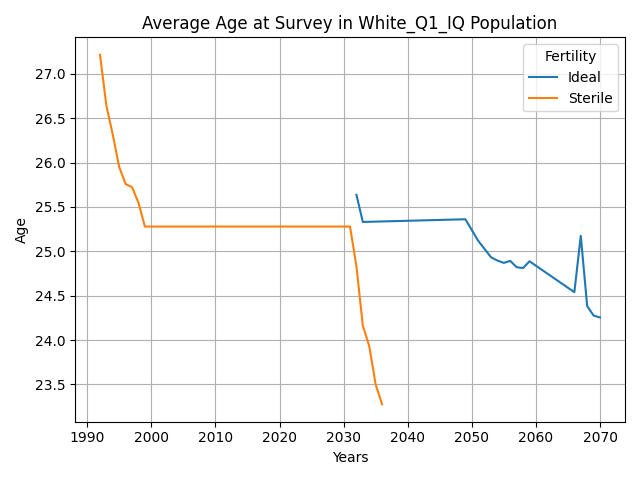 Average Age at Survey in White_Q1_IQ Population
Fertility
Ideal
Sterile
Age
27.0
26.5
26.0
25.5
25.0
24.5
24.0
23.5
1990 2000 2010 2020 2030 2040 2050 2060 2070
Years